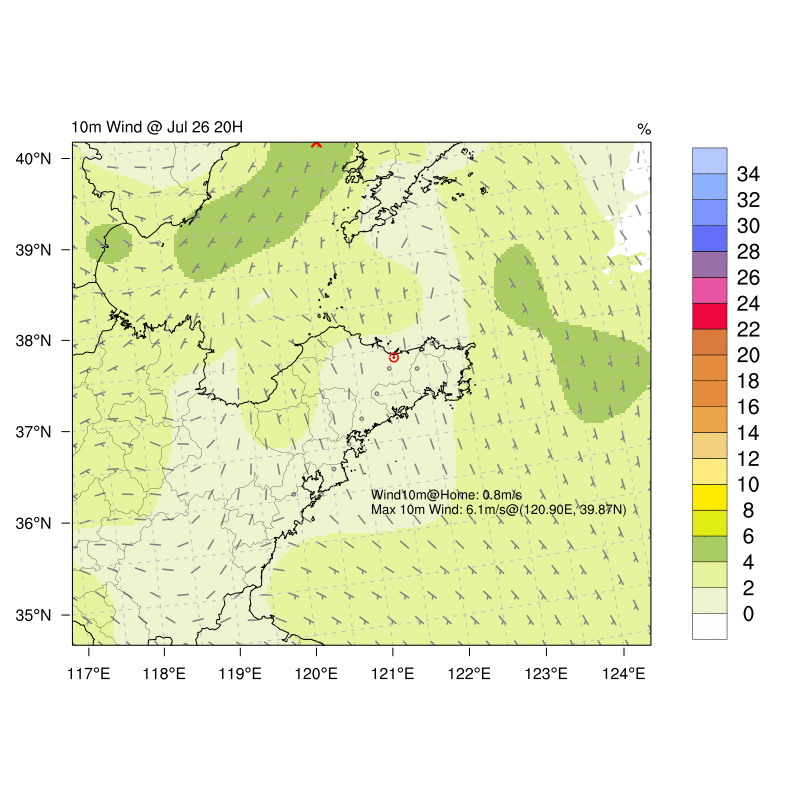 10m Wind @ Jul 26 20H
%
40°N
39°N
38°N
37°N
36°N
35°N
117°E
118°E
119°E
120°E
121°E
122°E
123°E
124°E
Wind10m@Home: 0.8m/s
Max 10m Wind: 6.1m/s@(120.90E, 39.87N)
34
32
30
28
26
24
22
20
18
16
14
12
10
8
6
4
2
0